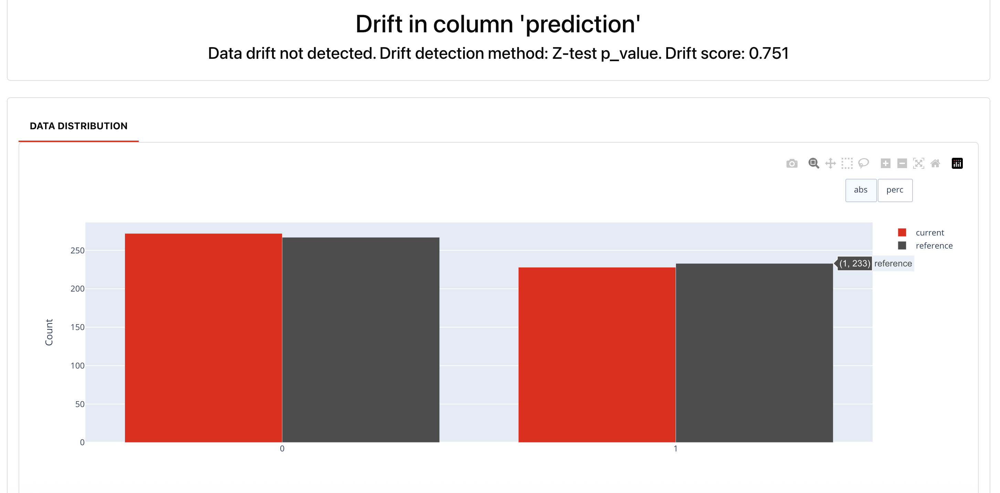 Drift in column 'prediction'
Data drift not detected. Drift detection method: Z-test p_value. Drift score: 0.751
DATA DISTRIBUTION
abs perc
current
reference
250
(1, 233) reference
200
150
Count
100
50
0
0 1